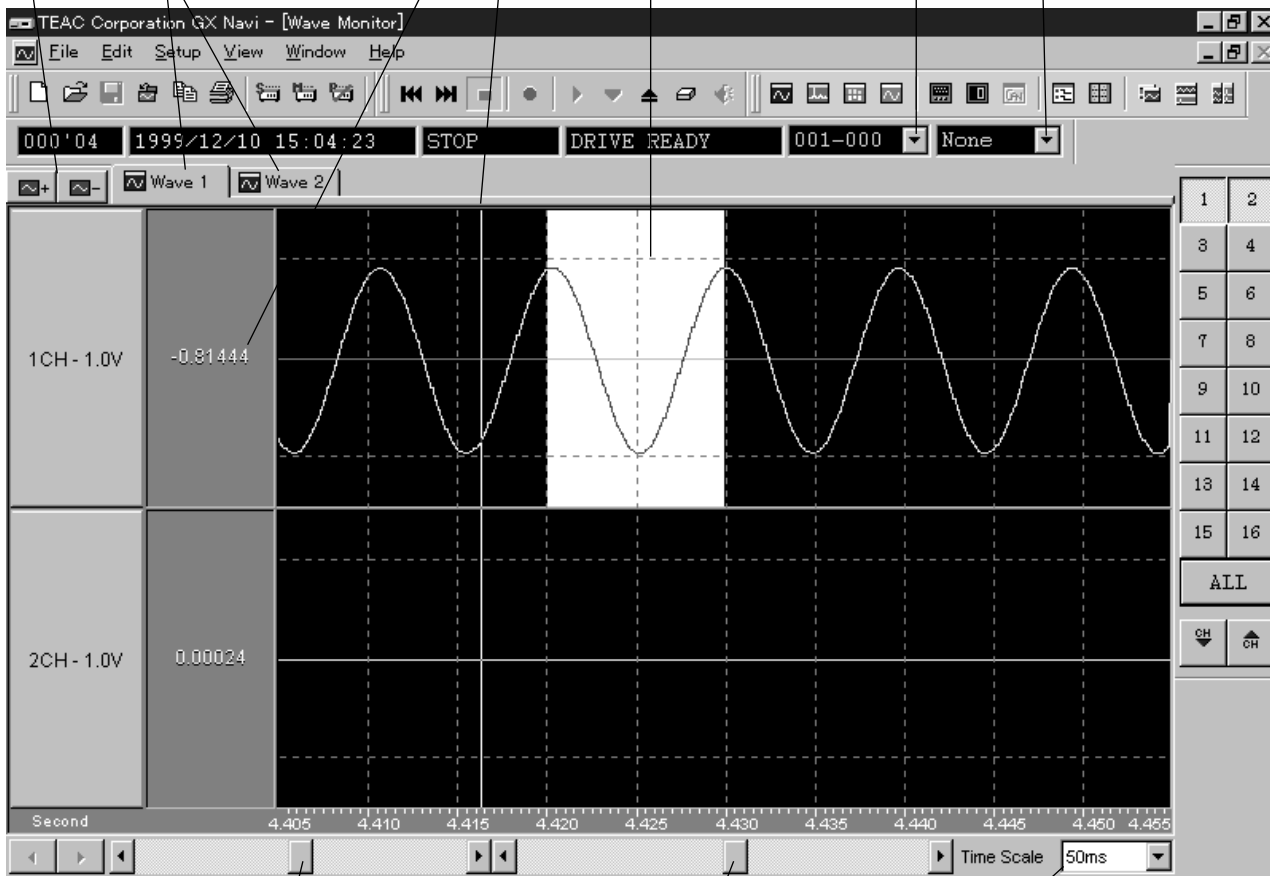 TEAC Corporation GX Navi - [Wave Monitor]
File Edit Setup View Window Help
000'04 1999/12/10 15:04:23 STOP DRIVE READY 001-000 None
Wave 1 Wave 2
1 2
3 4
5 6
7 8
9 10
11 12
13 14
15 16
ALL
CH CH
1CH - 1.0V -0.81444
2CH - 1.0V 0.00024
Second 4.405 4.410 4.415 4.420 4.425 4.430 4.435 4.440 4.445 4.450 4.455
Time Scale 50ms